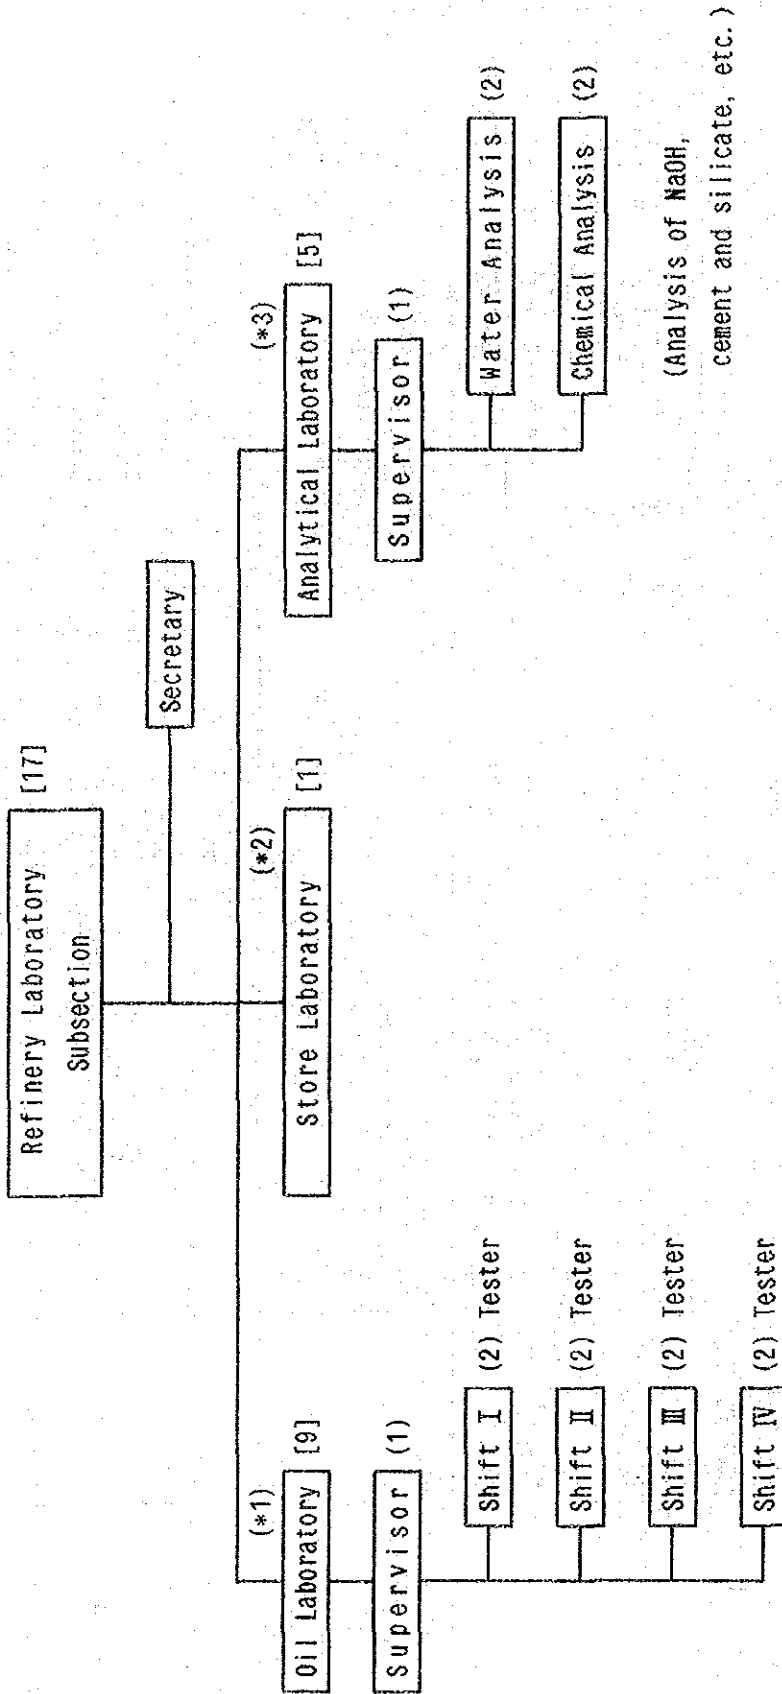 Refinery Laboratory [17]
Subsection
Secretary
(*1)
(*2)
(*3)
Oil Laboratory [9]
Store Laboratory [1]
Analytical Laboratory [5]
Supervisor (1)
Supervisor (1)
Shift Ⅰ (2) Tester
Water Analysis (2)
Shift Ⅱ (2) Tester
Chemical Analysis (2)
Shift Ⅲ (2) Tester
(Analysis of NaOH,
cement and silicate, etc.)
Shift Ⅳ (2) Tester